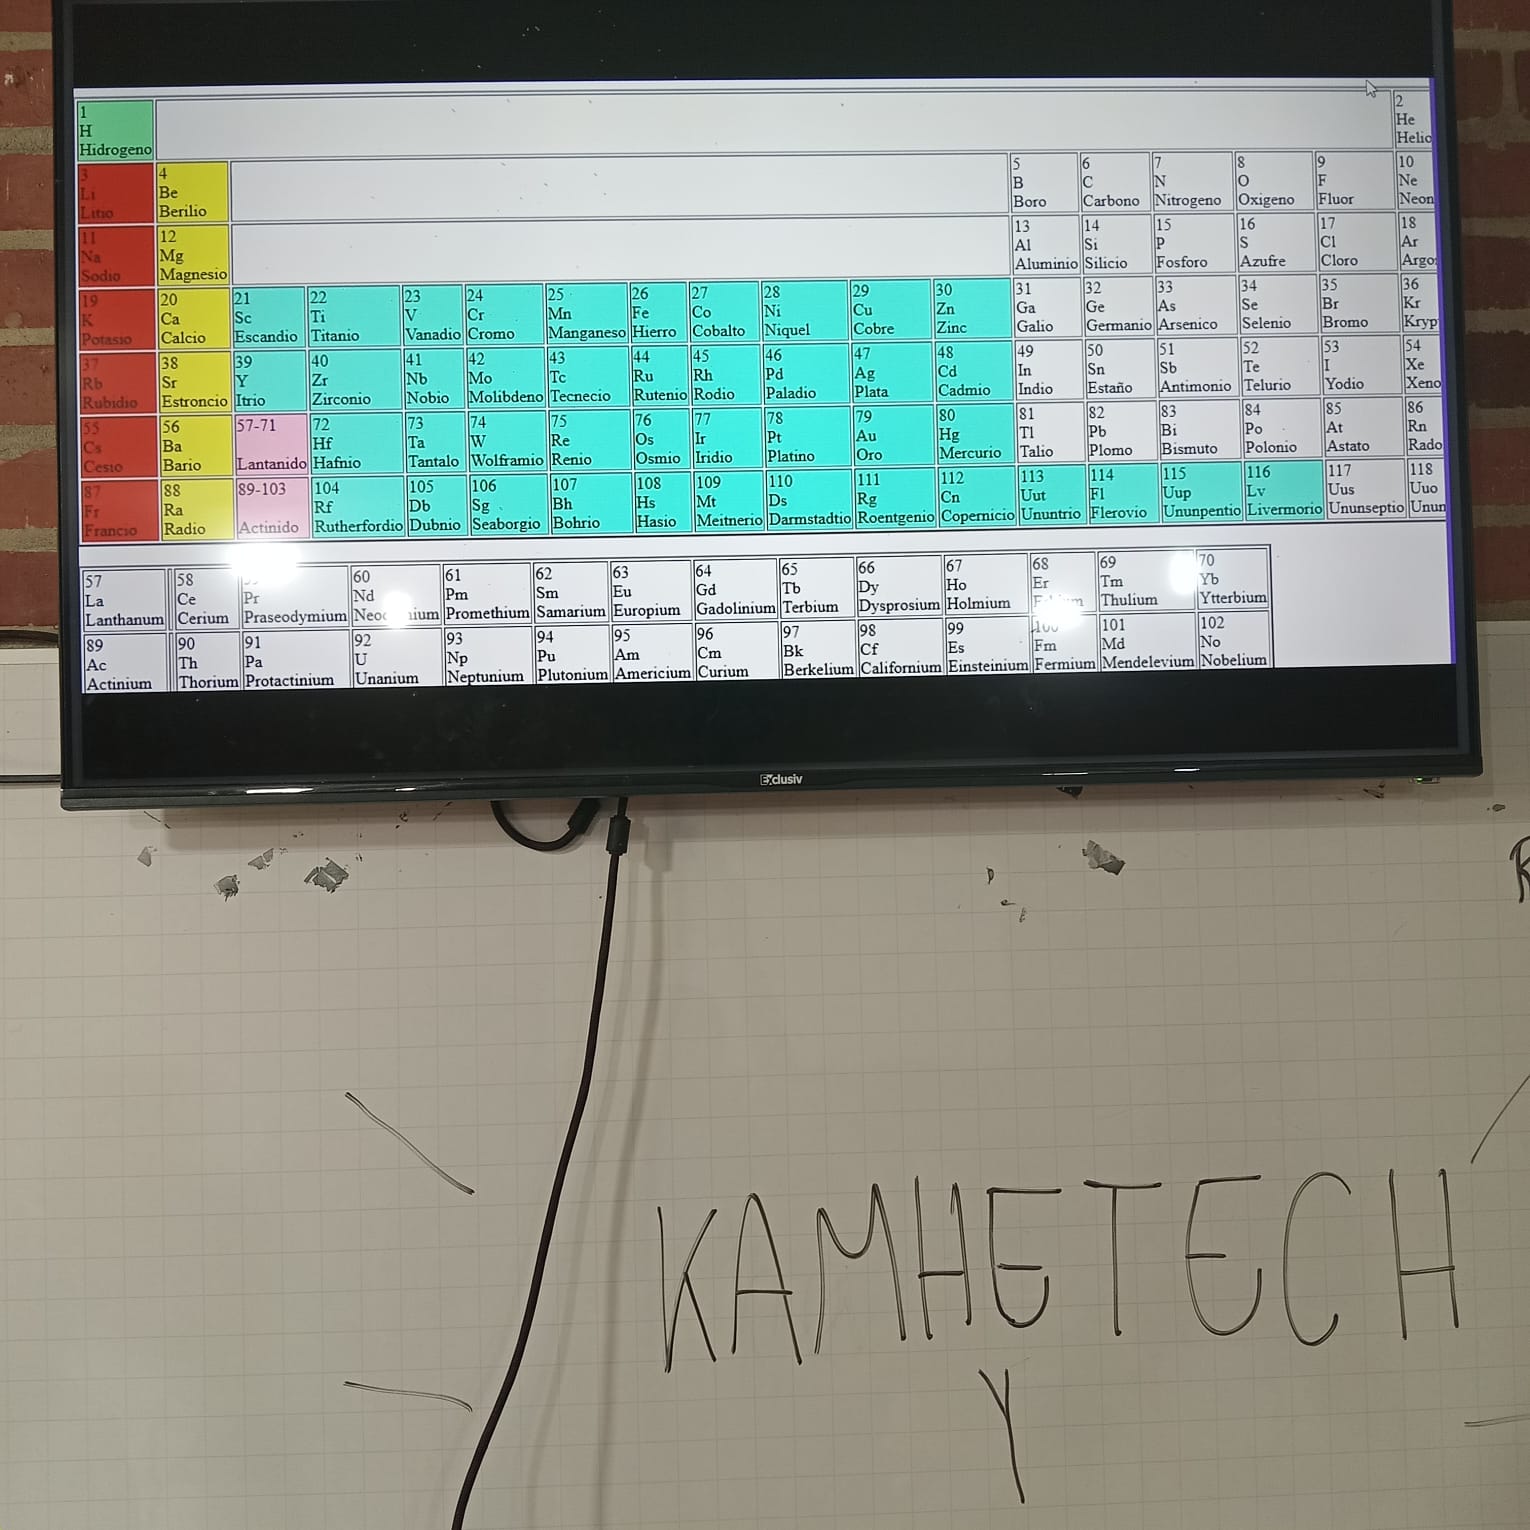 1 2
H He
Hidrogeno Helio
3 4 5 6 7 8 9 10
Li Be B C N O F Ne
Litio Berilio Boro Carbono Nitrogeno Oxigeno Fluor Neon
11 12 13 14 15 16 17 18
Na Mg Al Si P S Cl Ar
Sodio Magnesio Aluminio Silicio Fosforo Azufre Cloro Argo
19 20 21 22 23 24 25 26 27 28 29 30 31 32 33 34 35 36
K Ca Sc Ti V Cr Mn Fe Co Ni Cu Zn Ga Ge As Se Br Kr
Potasio Calcio Escandio Titanio Vanadio Cromo Manganeso Hierro Cobalto Niquel Cobre Zinc Galio Germanio Arsenico Selenio Bromo Kryp
37 38 39 40 41 42 43 44 45 46 47 48 49 50 51 52 53 54
Rb Sr Y Zr Nb Mo Tc Ru Rh Pd Ag Cd In Sn Sb Te I Xe
Rubidio Estroncio Itrio Zirconio Nobio Molibdeno Tecnecio Rutenio Rodio Paladio Plata Cadmio Indio Estaño Antimonio Telurio Yodio Xeno
55 56 57-71 72 73 74 75 76 77 78 79 80 81 82 83 84 85 86
Cs Ba Hf Ta W Re Os Ir Pt Au Hg Tl Pb Bi Po At Rn
Cesio Bario Lantanido Hafnio Tantalo Wolframio Renio Osmio Iridio Platino Oro Mercurio Talio Plomo Bismuto Polonio Astato Rado
87 88 89-103 104 105 106 107 108 109 110 111 112 113 114 115 116 117 118
Fr Ra Rf Db Sg Bh Hs Mt Ds Rg Cn Uut Fl Uup Lv Uus Uuo
Francio Radio Actinido Rutherfordio Dubnio Seaborgio Bohrio Hasio Meitnerio Darmstadtio Roentgenio Copernicio Ununtrio Flerovio Ununpentio Livermorio Ununseptio Unun
57 58 60 61 62 63 64 65 66 67 68 69 70
La Ce Pr Nd Pm Sm Eu Gd Tb Dy Ho Er Tm Yb
Lanthanum Cerium Praseodymium Promethium Samarium Europium Gadolinium Terbium Dysprosium Holmium Thulium Ytterbium
89 90 91 92 93 94 95 96 97 98 99 100 101 102
Ac Th Pa U Np Pu Am Cm Bk Cf Es Fm Md No
Actinium Thorium Protactinium Unanium Neptunium Plutonium Americium Curium Berkelium Californium Einsteinium Fermium Mendelevium Nobelium
Exclusiv
KAMHETECH
Y